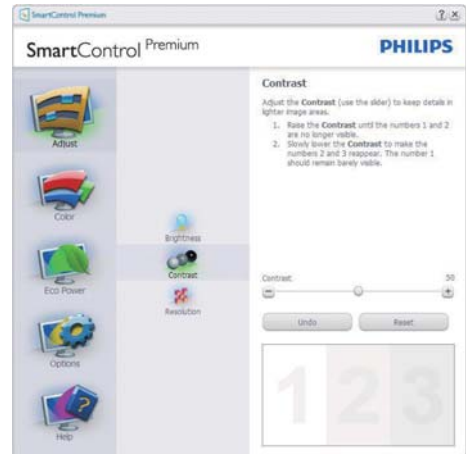 SmartControl Premium
SmartControl Premium
PHILIPS
Adjust
Color
Eco Power
Options
Help
Brightness
Contrast
Resolution
Contrast
Adjust the Contrast (use the slider) to keep details in
lighter image areas.
1. Raise the Contrast until the numbers 1 and 2
are no longer visible.
2. Slowly lower the Contrast to make the
numbers 2 and 3 reappear. The number 1
should remain barely visible.
Contrast 50
Undo Reset
1 2 3